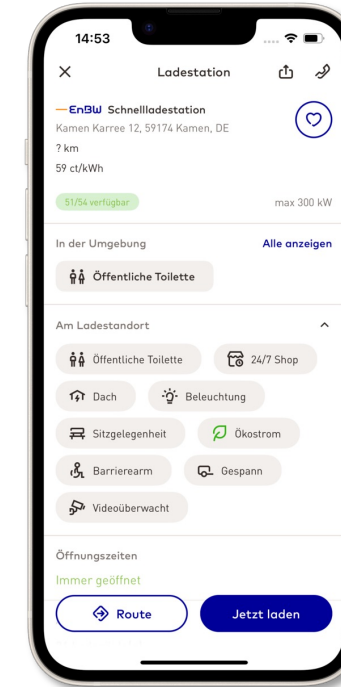 14:53
Ladestation
EnBW Schnellladestation
Kamen Karree 12, 59174 Kamen, DE
? km
59 ct/kWh
51/54 verfügbar
max 300 kW
In der Umgebung
Alle anzeigen
Öffentliche Toilette
Am Ladestandort
Öffentliche Toilette
24/7 Shop
Dach
Beleuchtung
Sitzgelegenheit
Ökostrom
Barrierearm
Gespann
Videoüberwacht
Öffnungszeiten
Immer geöffnet
Route
Jetzt laden